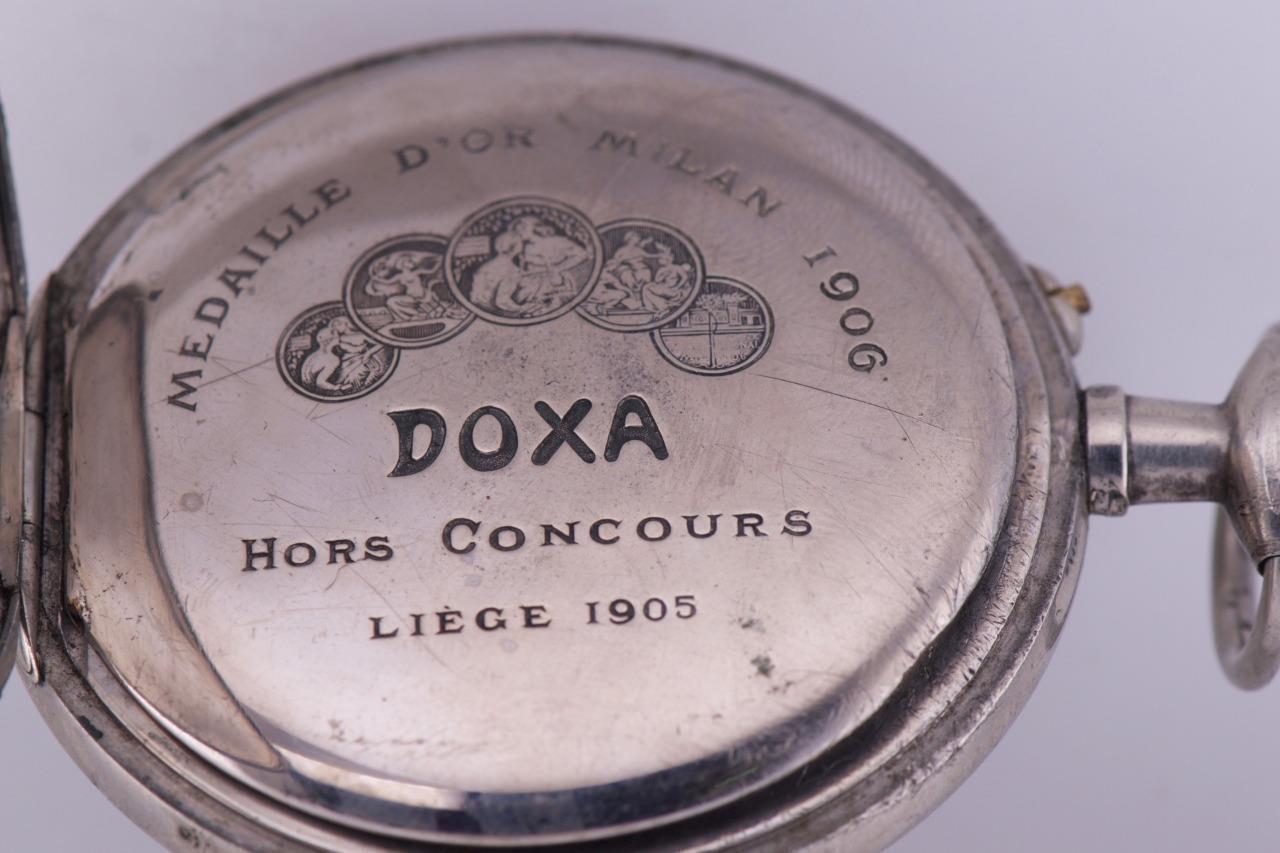 MEDAILLE D'OR MILAN 1906
DOXA
HORS CONCOURS
LIÈGE 1905